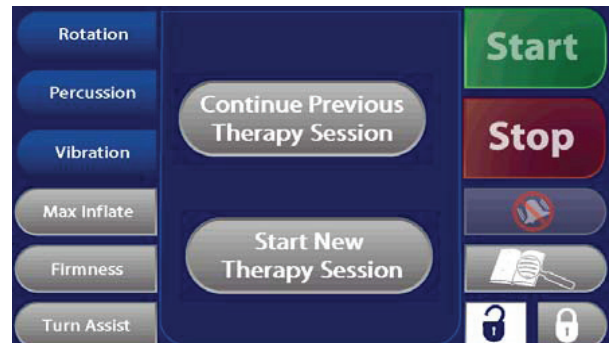 Rotation
Percussion
Vibration
Max Inflate
Firmness
Turn Assist
Continue Previous
Therapy Session
Start New
Therapy Session
Start
Stop